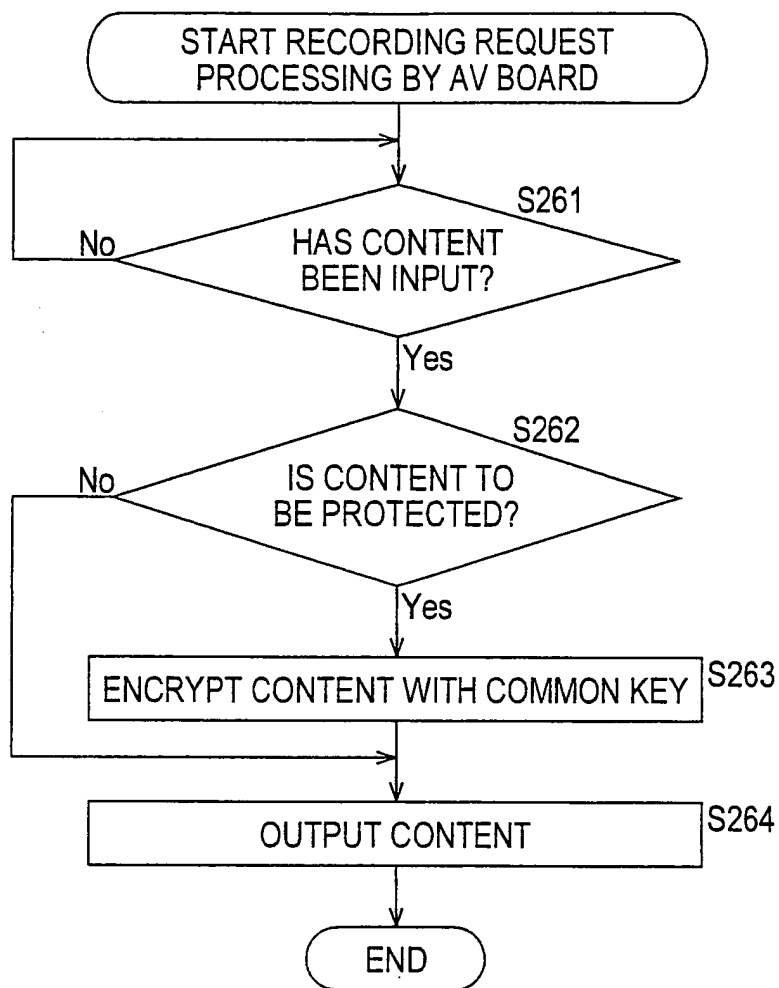 START RECORDING REQUEST
PROCESSING BY AV BOARD
S261
No
HAS CONTENT
BEEN INPUT?
Yes
S262
No
IS CONTENT TO
BE PROTECTED?
Yes
ENCRYPT CONTENT WITH COMMON KEY
S263
OUTPUT CONTENT
S264
END